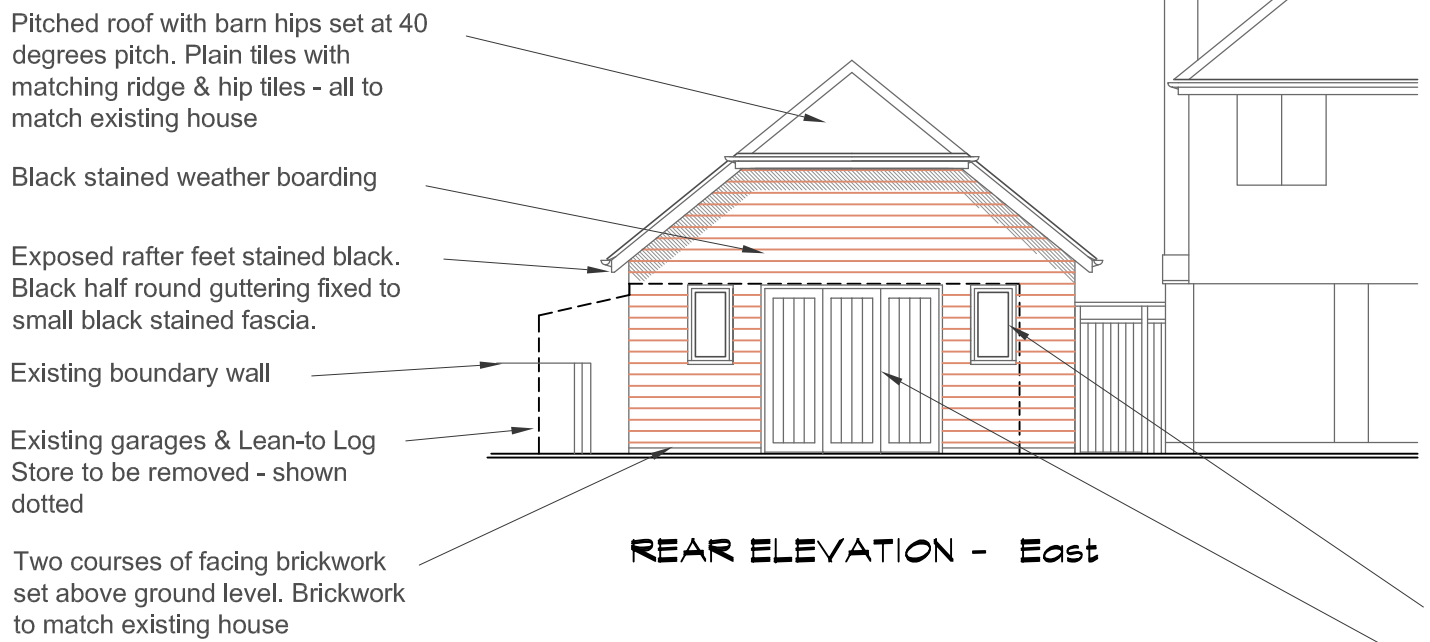 Pitched roof with barn hips set at 40
degrees pitch. Plain tiles with
matching ridge & hip tiles - all to
match existing house
Black stained weather boarding
Exposed rafter feet stained black.
Black half round guttering fixed to
small black stained fascia.
Existing boundary wall
Existing garages & Lean-to Log
Store to be removed - shown
dotted
Two courses of facing brickwork
set above ground level. Brickwork
to match existing house
REAR ELEVATION - East